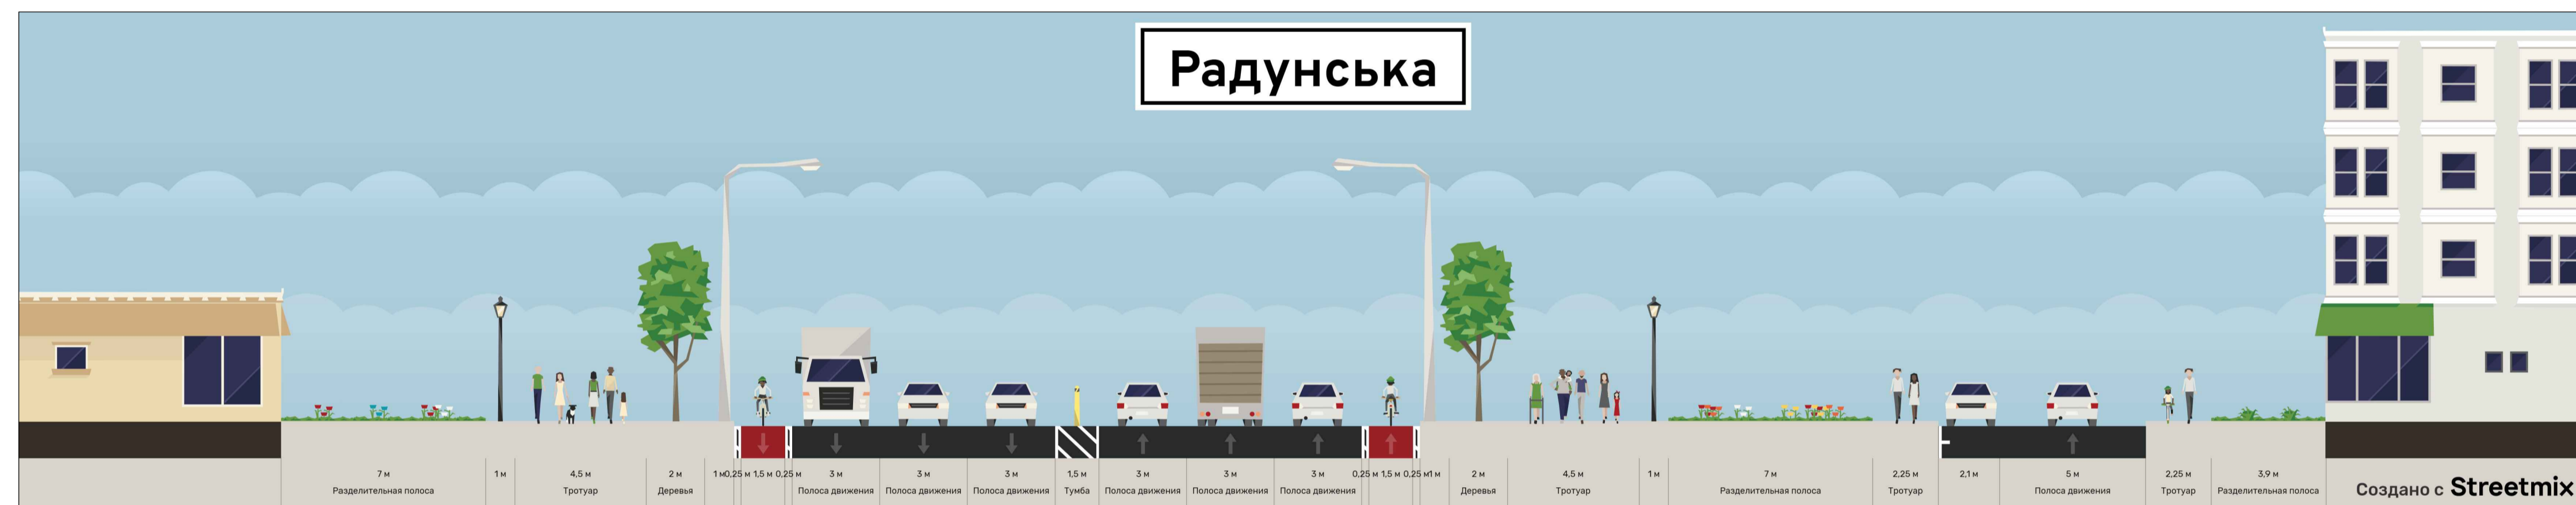 Радунська
7 м 1 м 4,5 м 2 м 1 м 0,25 м 1,5 м 0,25 м 3 м 3 м 3 м 1,5 м 3 м 3 м 3 м 0,25 м 1,5 м 0,25 м 1 м 2 м 4,5 м 1 м 7 м 2,25 м 2,1 м 5 м 2,25 м 3,9 м
Разделительная полоса Тротуар Деревья Полоса движения Полоса движения Полоса движения Тумба Полоса движения Полоса движения Полоса движения Деревья Тротуар Разделительная полоса Тротуар Полоса движения Тротуар Разделительная полоса
Создано с Streetmix